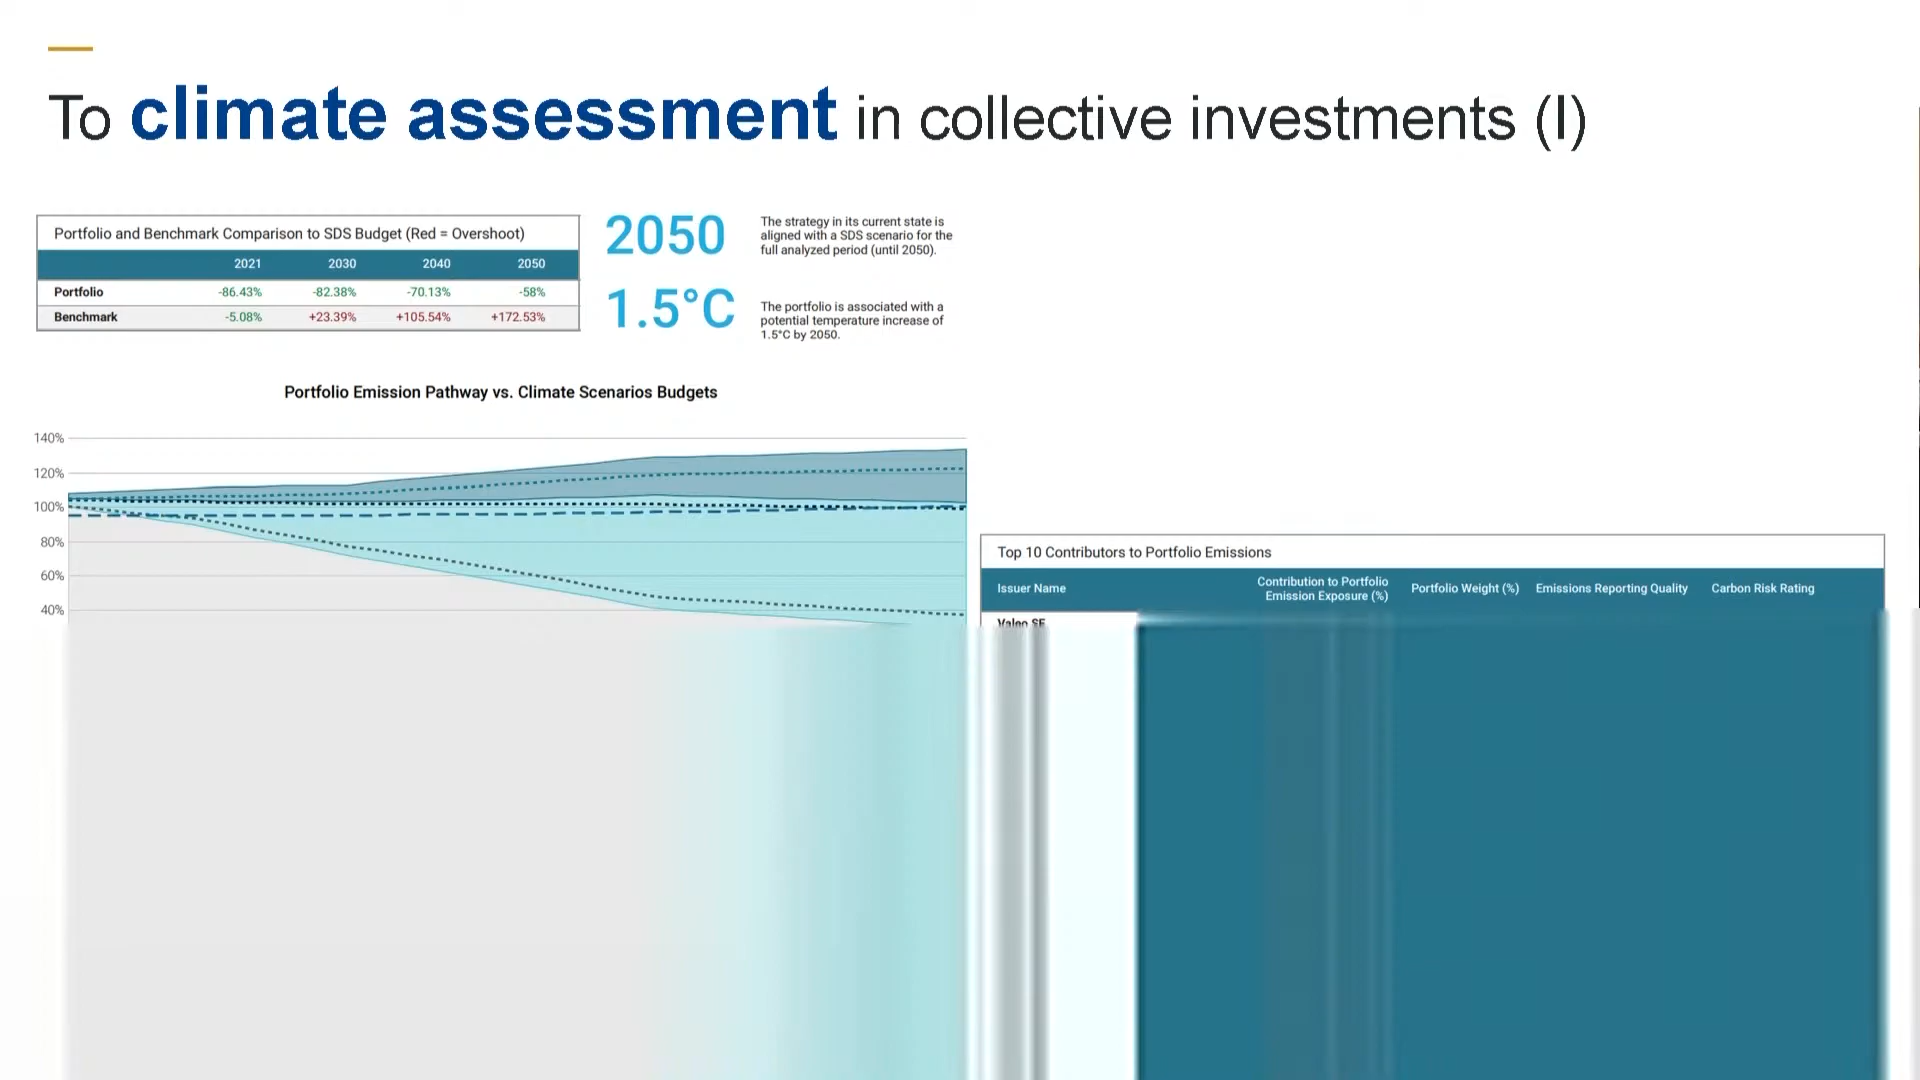 To climate assessment in collective investments (I)
Portfolio and Benchmark Comparison to SDS Budget (Red = Overshoot)
2021 2030 2040 2050
Portfolio -86.43% -82.38% -70.13% -58%
Benchmark -5.08% +23.39% +105.54% +172.53%
2050
The strategy in its current state is
aligned with a SDS scenario for the
full analyzed period (until 2050).
1.5°C
The portfolio is associated with a
potential temperature increase of
1.5°C by 2050.
Portfolio Emission Pathway vs. Climate Scenarios Budgets
140%
120%
100%
80%
60%
40%
Top 10 Contributors to Portfolio Emissions
Issuer Name
Contribution to Portfolio
Emission Exposure (%)
Portfolio Weight (%)
Emissions Reporting Quality
Carbon Risk Rating
Valeo SE